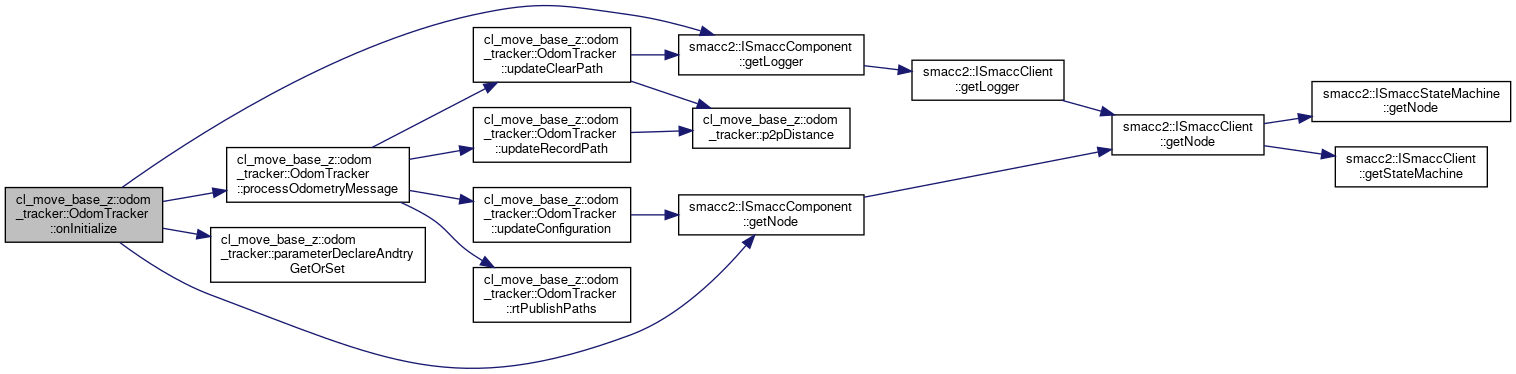 cl_move_base_z::odom
_tracker::OdomTracker
::onInitialize
cl_move_base_z::odom
_tracker::OdomTracker
::processOdometryMessage
cl_move_base_z::odom
_tracker::parameterDeclareAndtry
GetOrSet
cl_move_base_z::odom
_tracker::OdomTracker
::updateClearPath
cl_move_base_z::odom
_tracker::OdomTracker
::updateRecordPath
cl_move_base_z::odom
_tracker::OdomTracker
::updateConfiguration
cl_move_base_z::odom
_tracker::OdomTracker
::rtPublishPaths
smacc2::ISmaccComponent
::getLogger
cl_move_base_z::odom
_tracker::p2pDistance
smacc2::ISmaccComponent
::getNode
smacc2::ISmaccClient
::getLogger
smacc2::ISmaccClient
::getNode
smacc2::ISmaccStateMachine
::getNode
smacc2::ISmaccClient
::getStateMachine